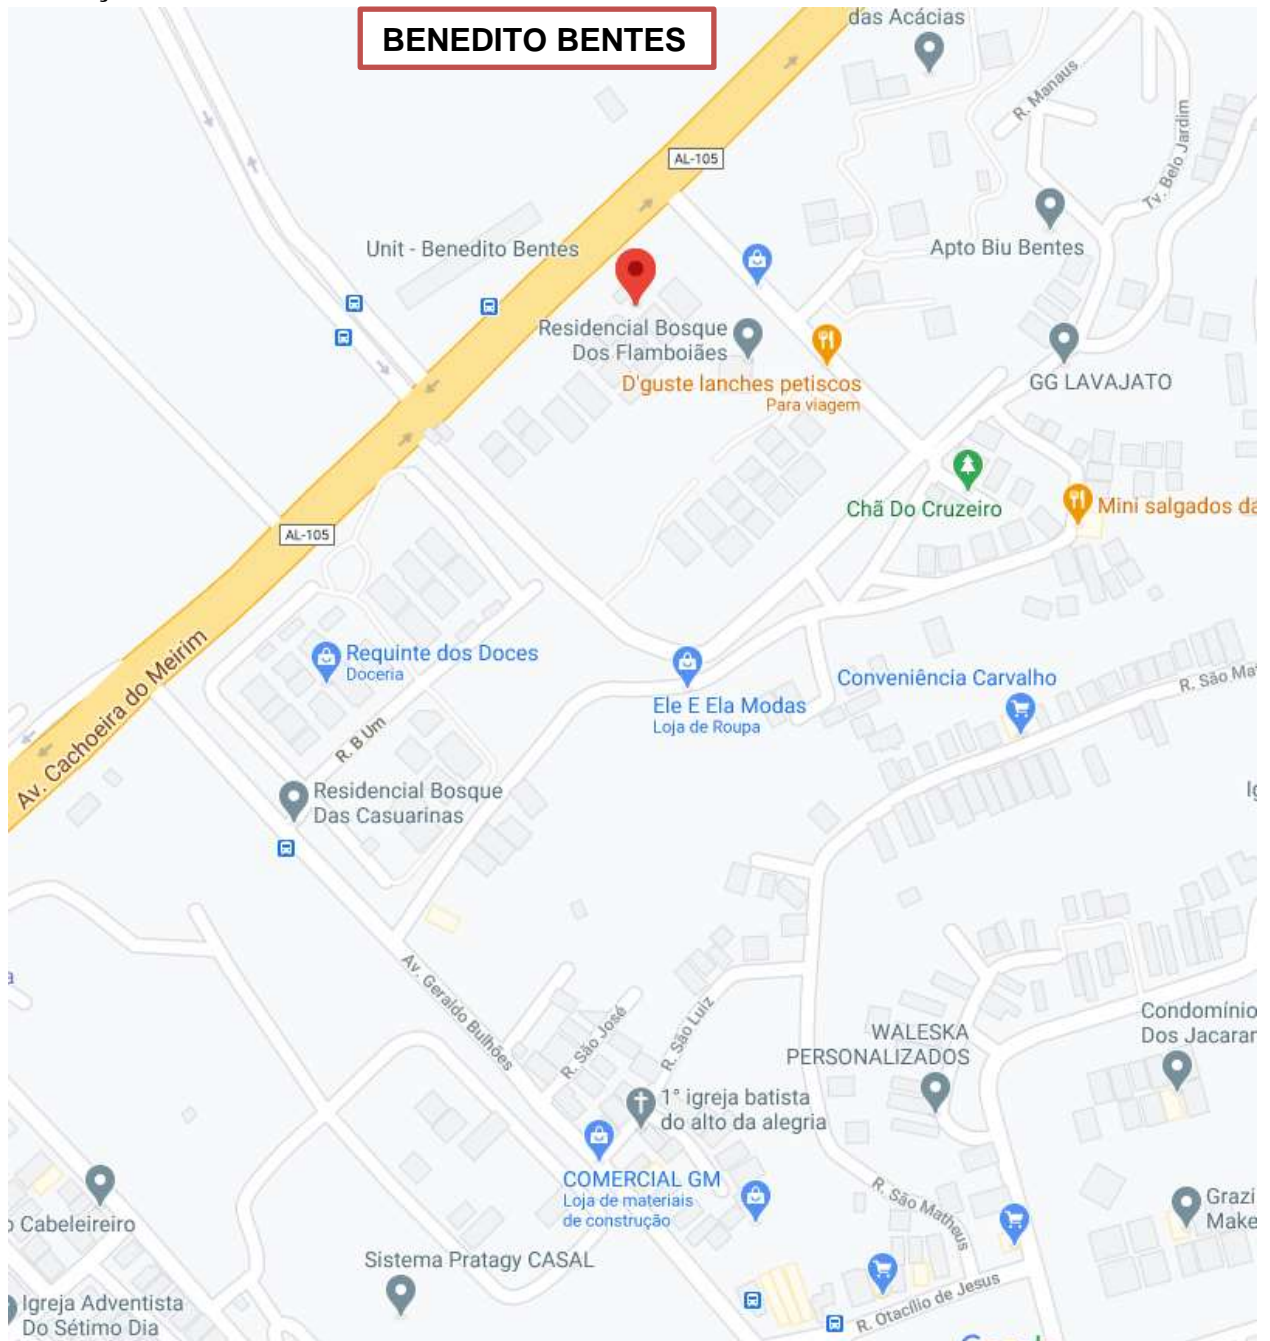 BENEDITO BENTES
das Acácias
R. Manaus
Tv. Belo Jardim
AL-105
Unit - Benedito Bentes
Apto Biu Bentes
Residencial Bosque
Dos Flamboiães
D'guste lanches petiscos
Para viagem
GG LAVAJATO
Chã Do Cruzeiro
Mini salgados da
AL-105
Av. Cachoeira do Meirim
Requinte dos Doces
Doceria
R. B Um
Ele E Ela Modas
Loja de Roupa
Conveniência Carvalho
R. São Mat
Residencial Bosque
Das Casuarinas
Av. Geraldo Bulhões
R. São José
R. São Luiz
WALESKA
PERSONALIZADOS
Condomínio
Dos Jacarar
1° igreja batista
do alto da alegria
COMERCIAL GM
Loja de materiais
de construção
R. São Matheus
Grazi
Make
Cabeleireiro
Sistema Pratagy CASAL
Igreja Adventista
Do Sétimo Dia
R. Otacílio de Jesus